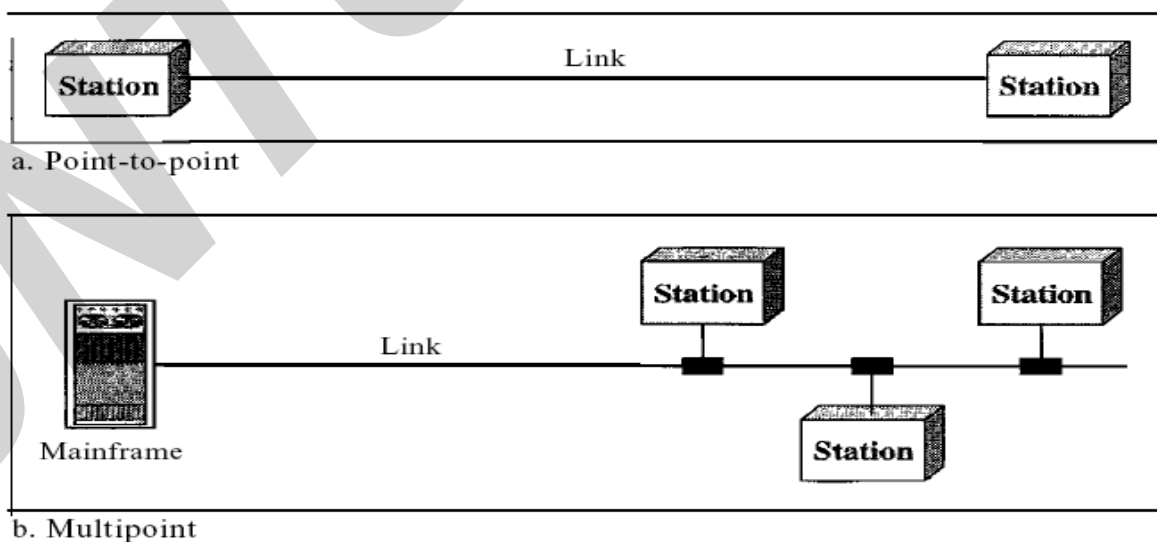 Link
Station
Station
a. Point-to-point
Station
Station
Link
Mainframe
Station
b. Multipoint